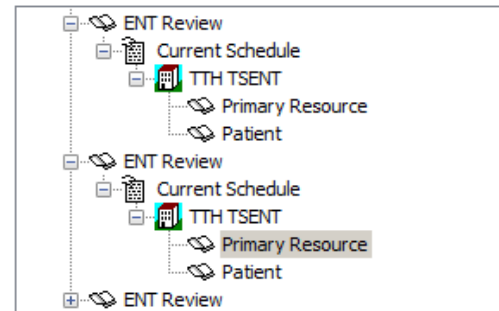 ENT Review
Current Schedule
TTH TSENT
Primary Resource
Patient
ENT Review
Current Schedule
TTH TSENT
Primary Resource
Patient
ENT Review